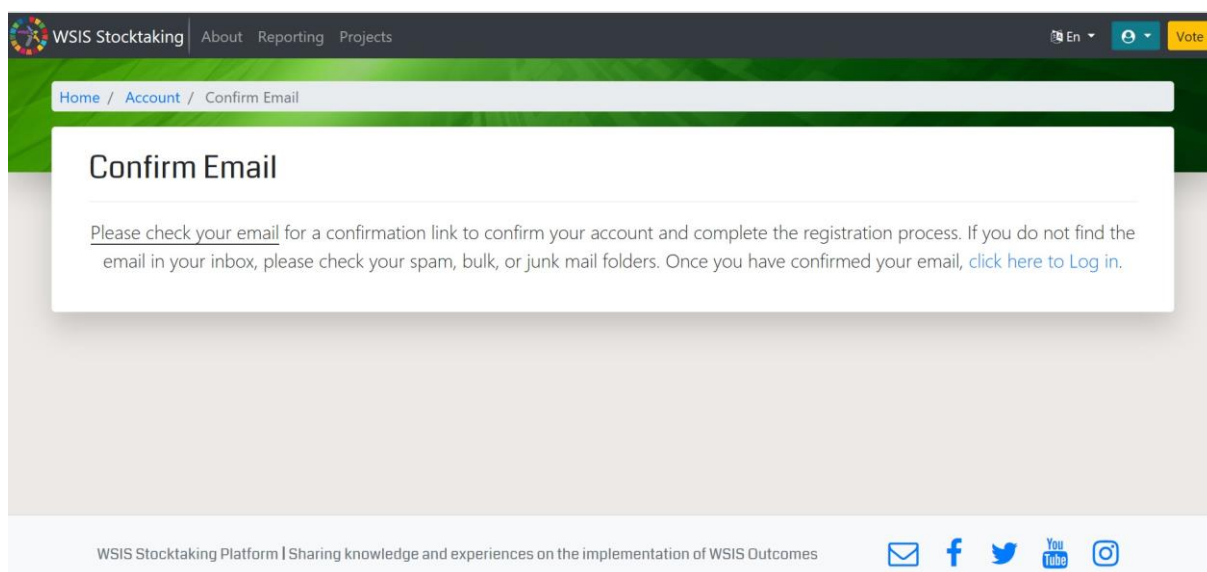 WSIS Stocktaking About Reporting Projects En Vote
Home / Account / Confirm Email
Confirm Email
Please check your email for a confirmation link to confirm your account and complete the registration process. If you do not find the
email in your inbox, please check your spam, bulk, or junk mail folders. Once you have confirmed your email, click here to Log in.
WSIS Stocktaking Platform | Sharing knowledge and experiences on the implementation of WSIS Outcomes
You
Tube